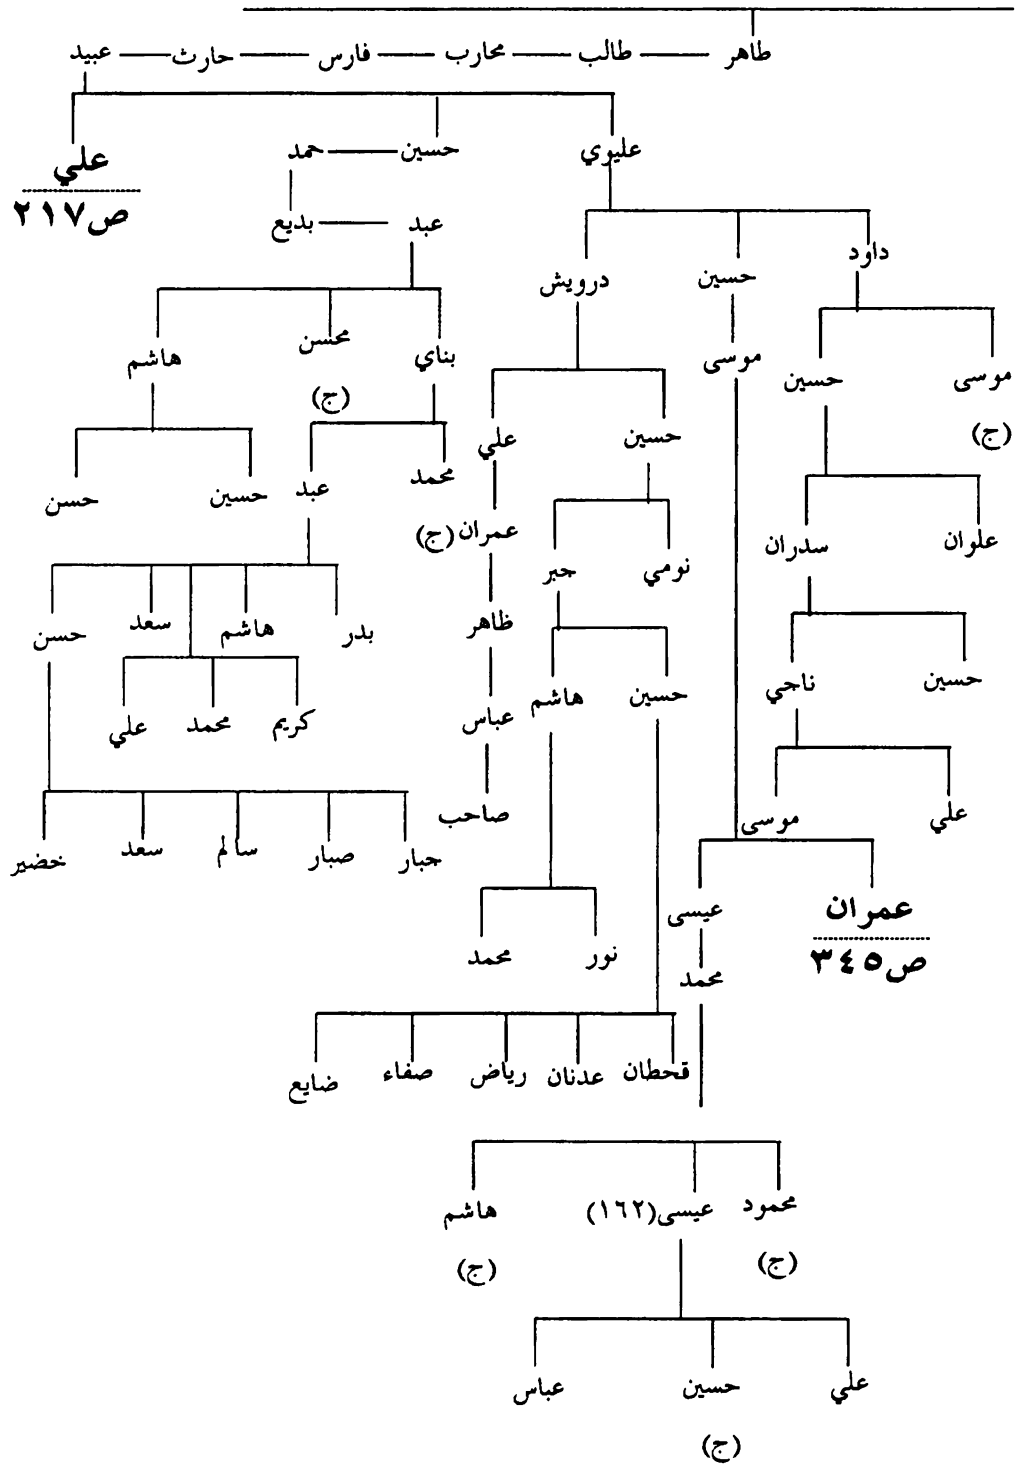 طاهر طالب محارب فارس حارث عبيد
عليوي حسين حمد علي
ص٢١٧
عبد بديع
داود حسين درويش
محسن بناي هاشم
موسى
موسى حسين
(ج)
(ج)
حسين علي
محمد عبد حسين حسن
علوان سدران
عمران (ج)
نومي حبر
بدر هاشم سعد حسن
ظاهر
حسين ناجي
حسين هاشم
عباس
كريم محمد علي
علي موسى
صاحب
جبار صبار سالم سعد خضير
عمران عيسى
ص٣٤٥
نور محمد
محمد
قحطان عدنان رياض صفاء ضايع
محمود عيسى(١٦٢) هاشم
(ج) (ج)
علي حسين عباس
(ج)